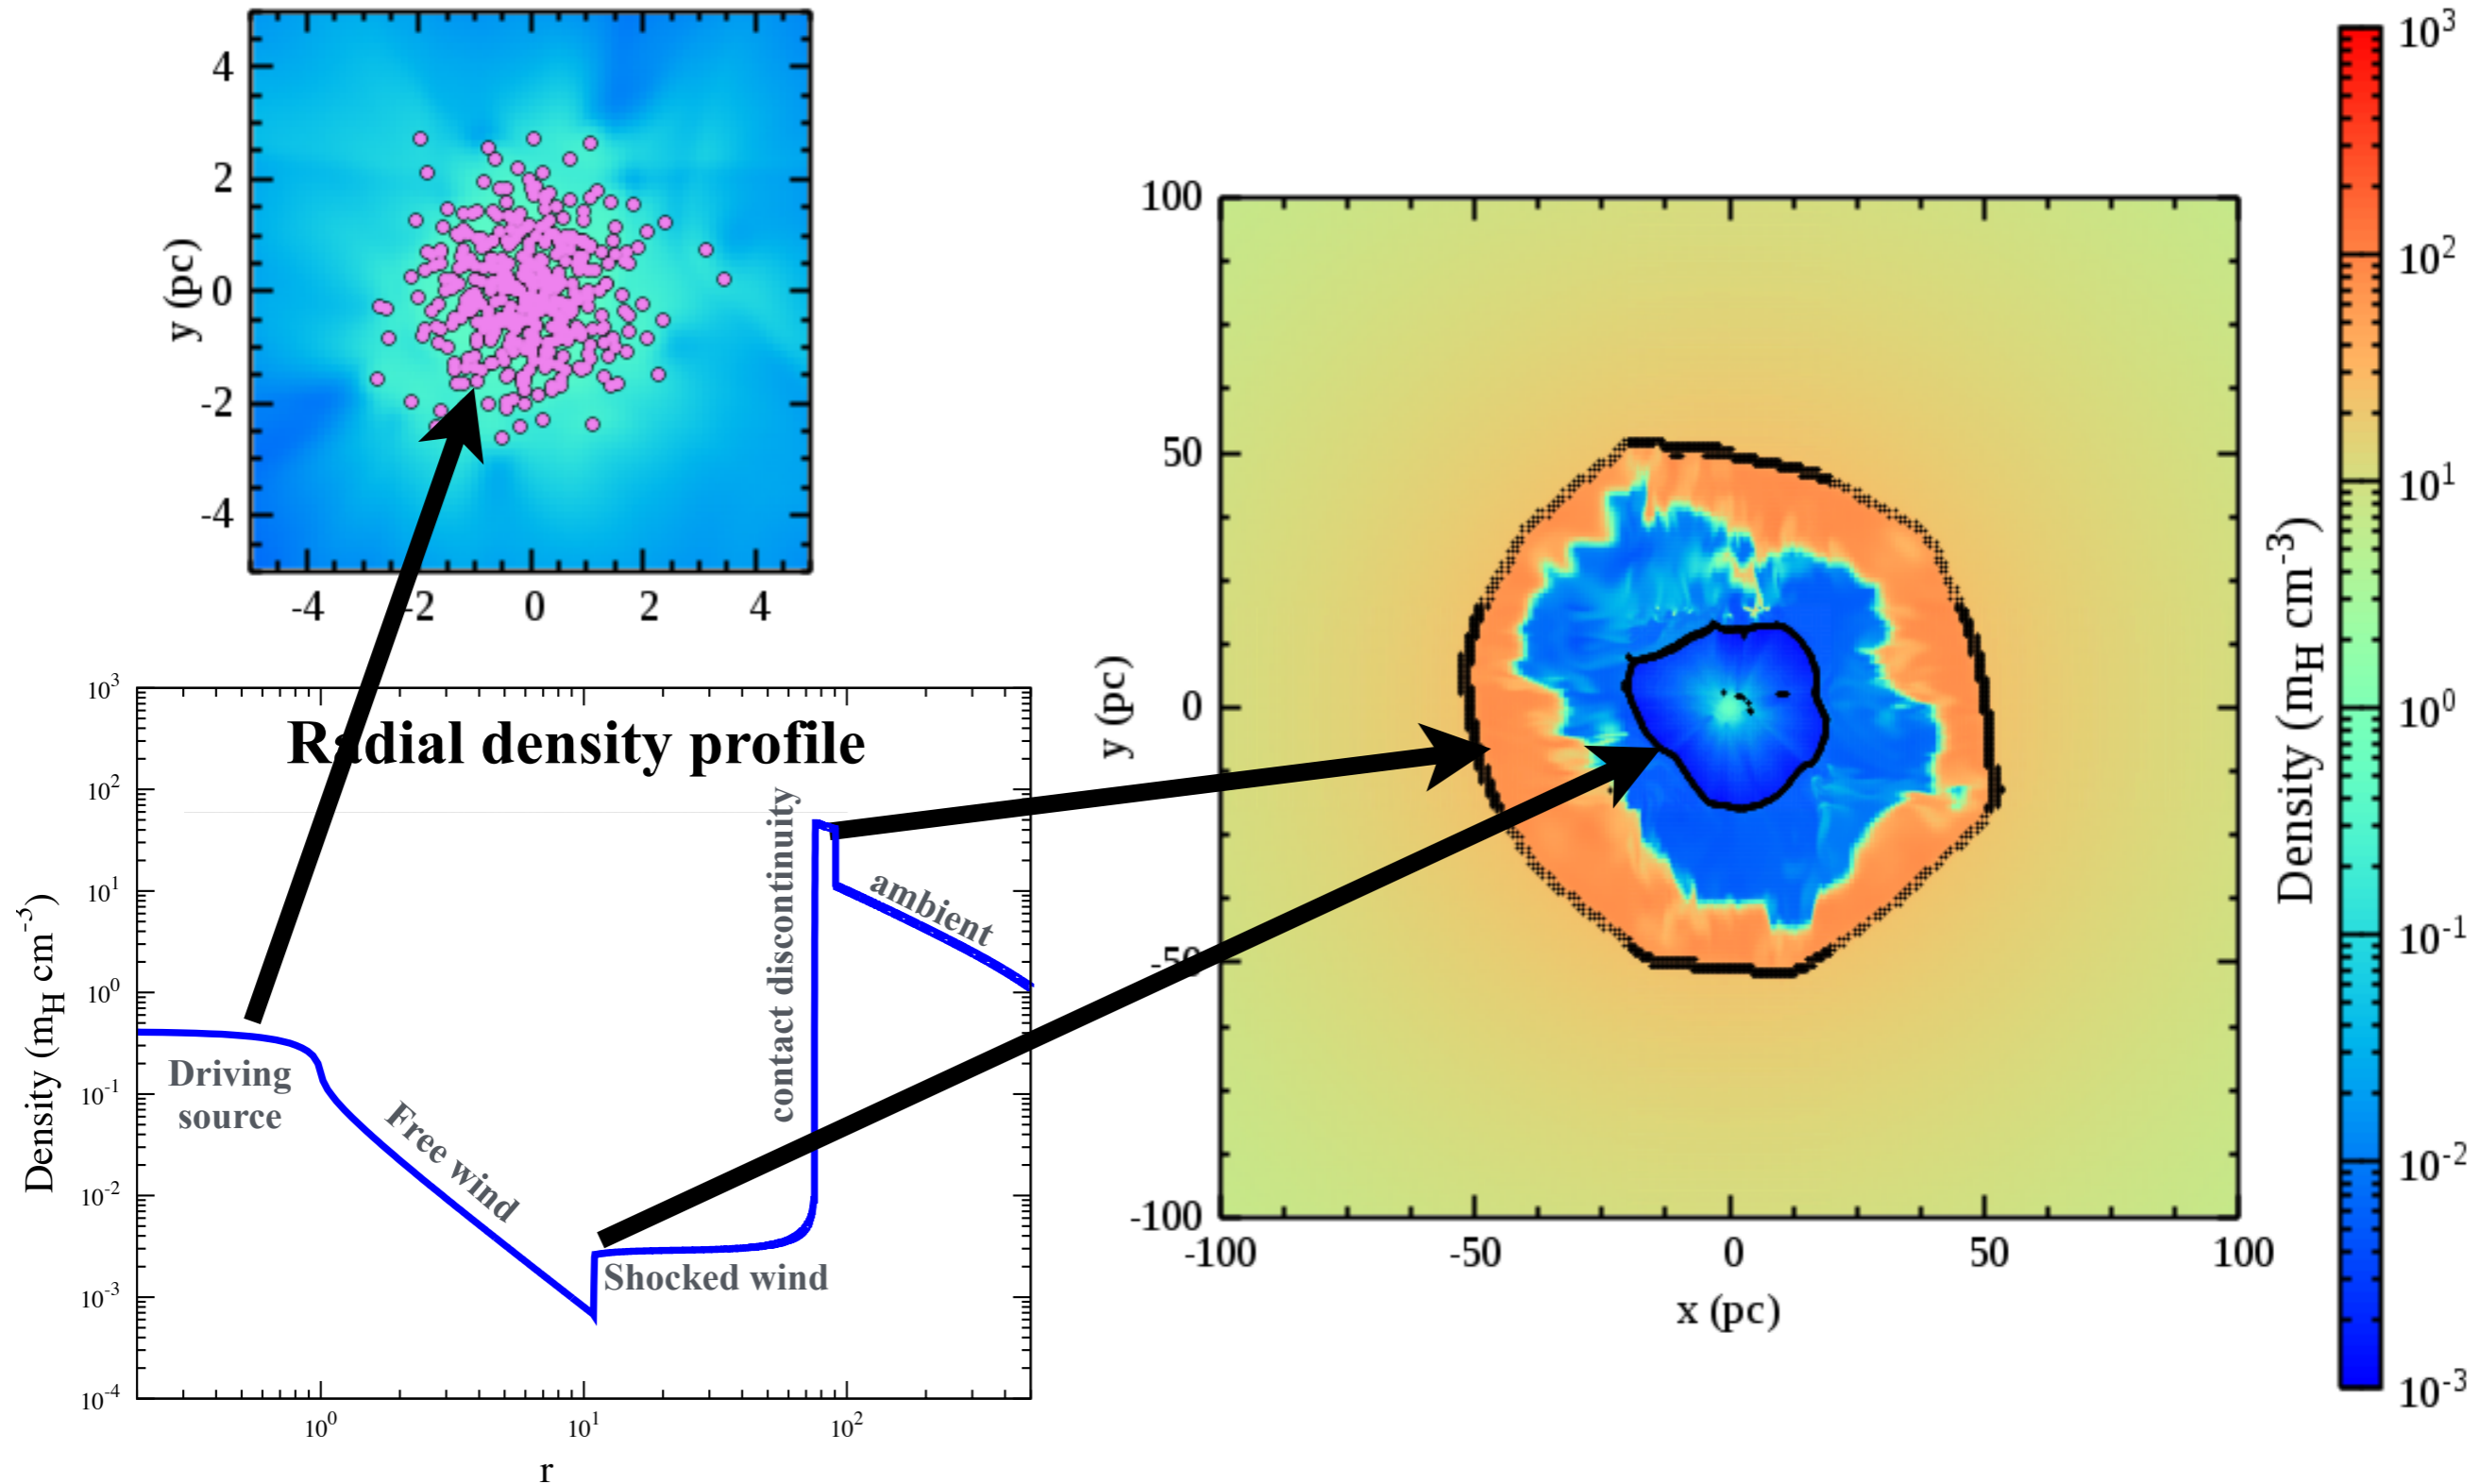 4
2
0
-2
-4
y (pc)
-4
-2
0
2
4
Radial density profile
10³
10²
10¹
10⁰
10⁻¹
10⁻²
10⁻³
10⁻⁴
Density (mH cm⁻³)
Driving
source
Free wind
Shocked wind
contact discontinuity
ambient
10⁰
10¹
10²
r
100
50
0
-50
-100
y (pc)
-100
-50
0
50
100
x (pc)
10³
10²
10¹
10⁰
10⁻¹
10⁻²
10⁻³
Density (mH cm⁻³)